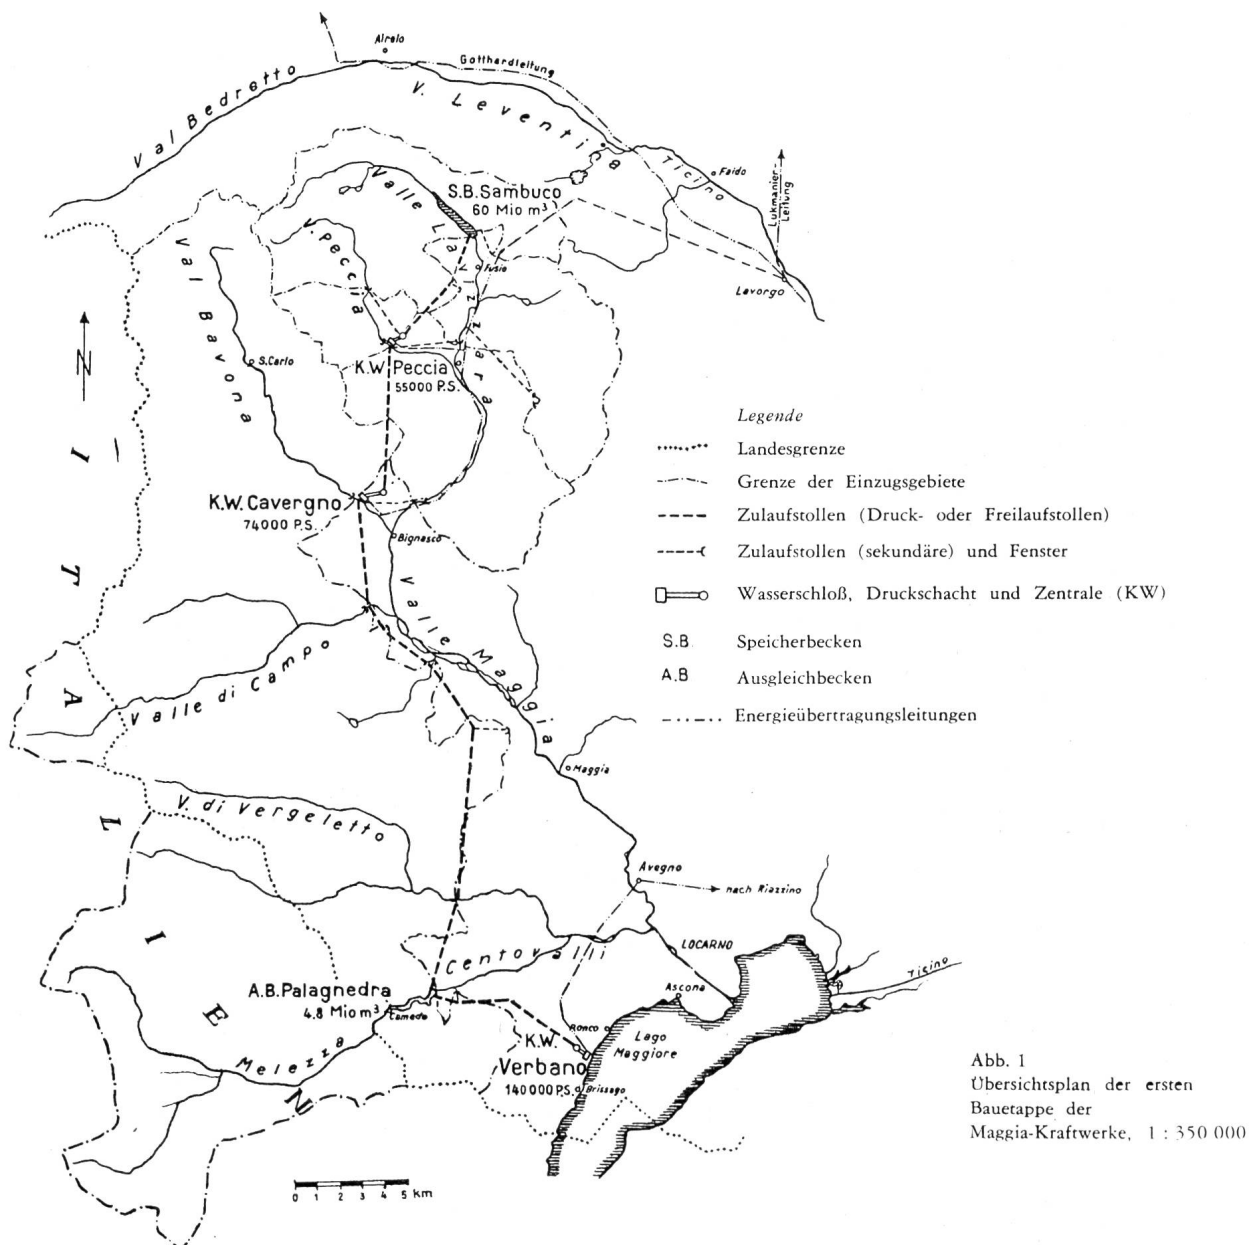 Airolo
Gotthardleitung
Val Bedretto
V. Leventina
Ticino
Faido
Lukmanier-
Leitung
Lavorgo
S.B. Sambuco
60 Mio m³
Valle Lavizzara
Fusio
V. Peccia
Val Bavona
S. Carlo
K.W. Peccia
55000 P.S.
N
K.W. Cavergno
74000 P.S.
Bignasco
Valle Maggia
Valle di Campo
Maggia
V. di Vergeletto
Avegno
nach Riazzino
LOCARNO
Centovalli
A.B. Palagnedra
4.8 Mio m³
Camedo
Ascona
Ticino
Ronco
Lago
Maggiore
K.W.
Verbano
140000 P.S.
Brissago
Melezza
ITALIEN
0 1 2 3 4 5 km
Legende
Landesgrenze
Grenze der Einzugsgebiete
Zulaufstollen (Druck- oder Freilaufstollen)
Zulaufstollen (sekundäre) und Fenster
Wasserschloß, Druckschacht und Zentrale (KW)
S.B. Speicherbecken
A.B Ausgleichbecken
Energieübertragungsleitungen
Abb. 1
Übersichtsplan der ersten
Bauetappe der
Maggia-Kraftwerke, 1 : 350 000